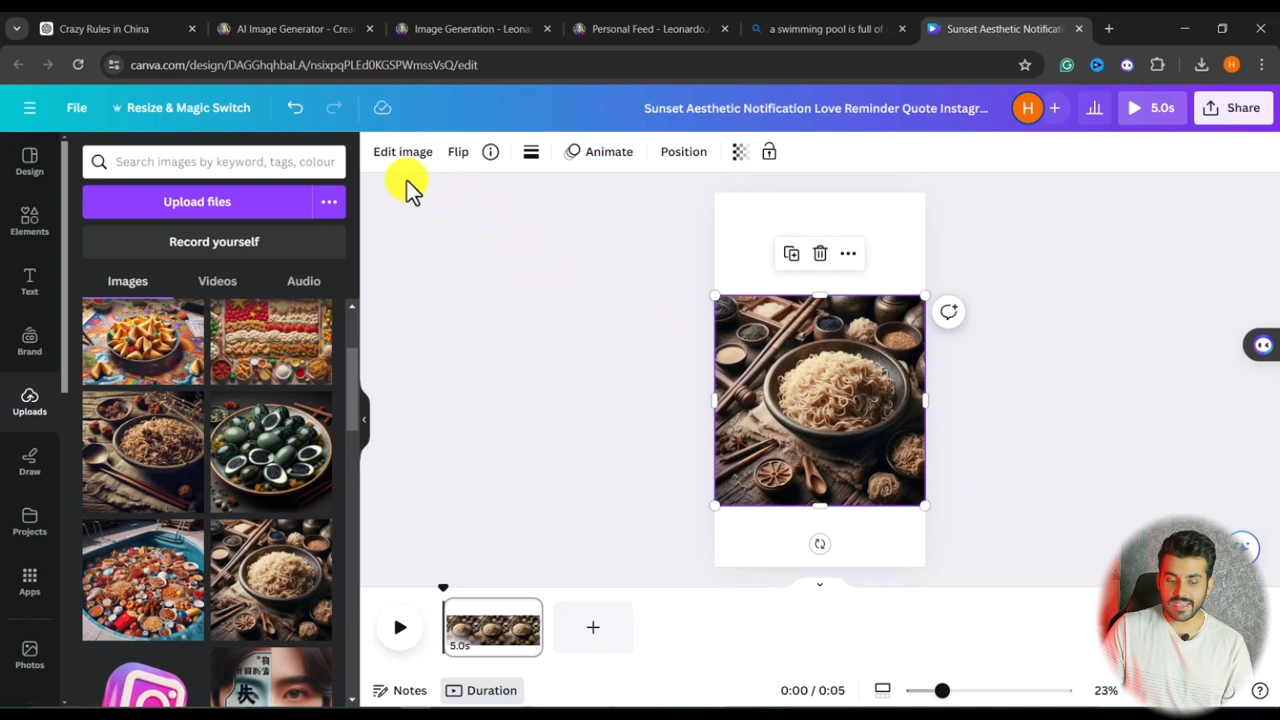 Crazy Rules in China
AI Image Generator - Creat
Image Generation - Leona
Personal Feed - Leonardo.
a swimming pool is full of
Sunset Aesthetic Notificatio
canva.com/design/DAGGhqhbaLA/nsixpqPLEd0KGSPWmssVsQ/edit
H
File
Resize & Magic Switch
Sunset Aesthetic Notification Love Reminder Quote Instagr...
H
5.0s
Share
Design
Elements
Text
Brand
Uploads
Draw
Projects
Apps
Photos
Search images by keyword, tags, colour
Upload files
Record yourself
Images
Videos
Audio
失
Edit image
Flip
Animate
Position
5.0s
Notes
Duration
0:00 / 0:05
23%